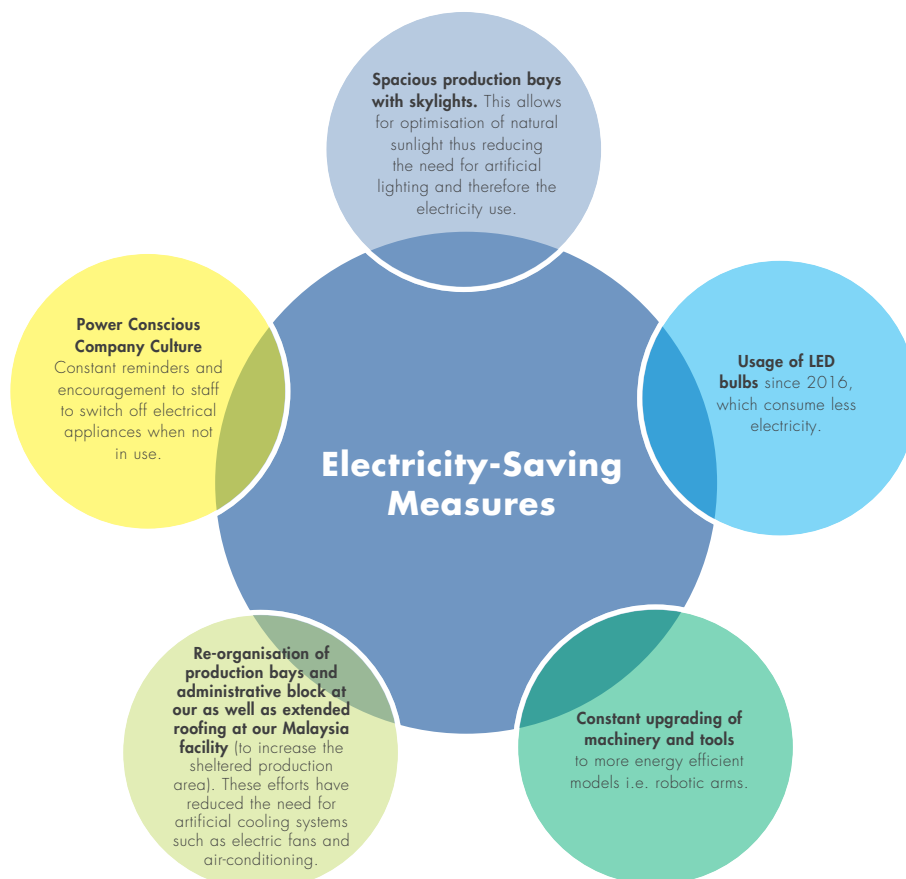 Spacious production bays
with skylights. This allows
for optimisation of natural
sunlight thus reducing
the need for artificial
lighting and therefore the
electricity use.
Power Conscious
Company Culture
Constant reminders and
encouragement to staff
to switch off electrical
appliances when not
in use.
Usage of LED
bulbs since 2016,
which consume less
electricity.
Electricity-Saving
Measures
Re-organisation of
production bays and
administrative block at
our as well as extended
roofing at our Malaysia
facility (to increase the
sheltered production
area). These efforts have
reduced the need for
artificial cooling systems
such as electric fans and
air-conditioning.
Constant upgrading of
machinery and tools
to more energy efficient
models i.e. robotic arms.